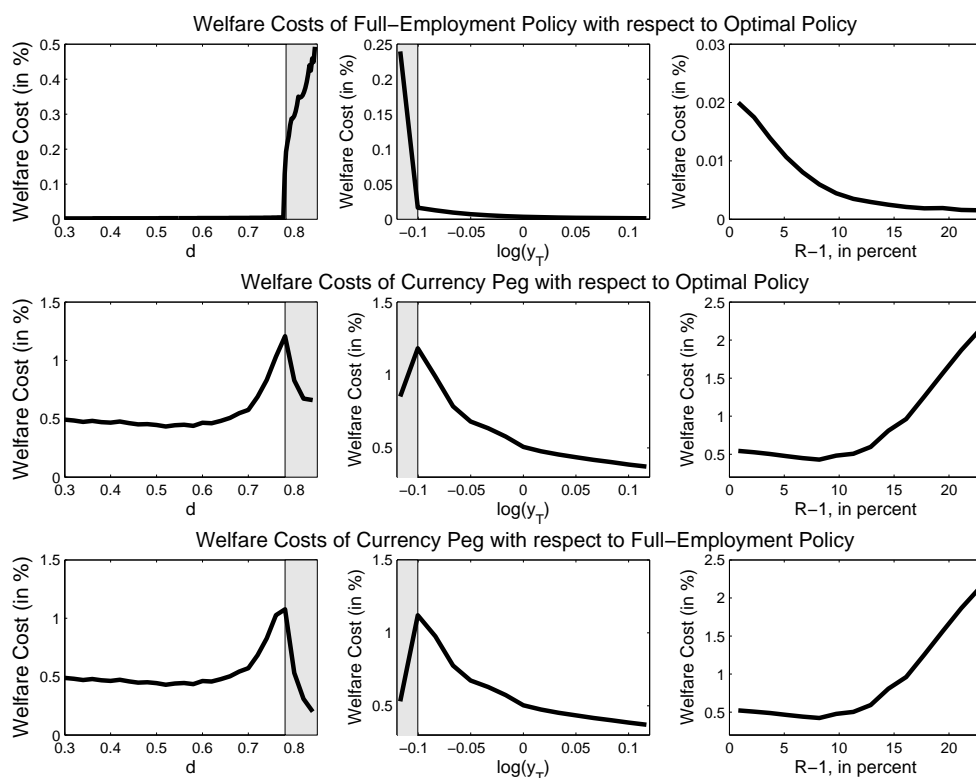 Welfare Costs of Full−Employment Policy with respect to Optimal Policy
Welfare Cost (in %)
0.5
0.4
0.3
0.2
0.1
0
0.3 0.4 0.5 0.6 0.7 0.8
d
Welfare Cost (in %)
0.25
0.20
0.15
0.10
0.05
0
−0.1 −0.05 0 0.05 0.1
log(y_T)
Welfare Cost (in %)
0.03
0.02
0.01
0
0 5 10 15 20
R−1, in percent
Welfare Costs of Currency Peg with respect to Optimal Policy
Welfare Cost (in %)
1.5
1
0.5
0
0.3 0.4 0.5 0.6 0.7 0.8
d
Welfare Cost (in %)
1.5
1
0.5
−0.1 −0.05 0 0.05 0.1
log(y_T)
Welfare Cost (in %)
2.5
2
1.5
1
0.5
0 5 10 15 20
R−1, in percent
Welfare Costs of Currency Peg with respect to Full−Employment Policy
Welfare Cost (in %)
1.5
1
0.5
0
0.3 0.4 0.5 0.6 0.7 0.8
d
Welfare Cost (in %)
1.5
1
0.5
−0.1 −0.05 0 0.05 0.1
log(y_T)
Welfare Cost (in %)
2.5
2
1.5
1
0.5
0 5 10 15 20
R−1, in percent